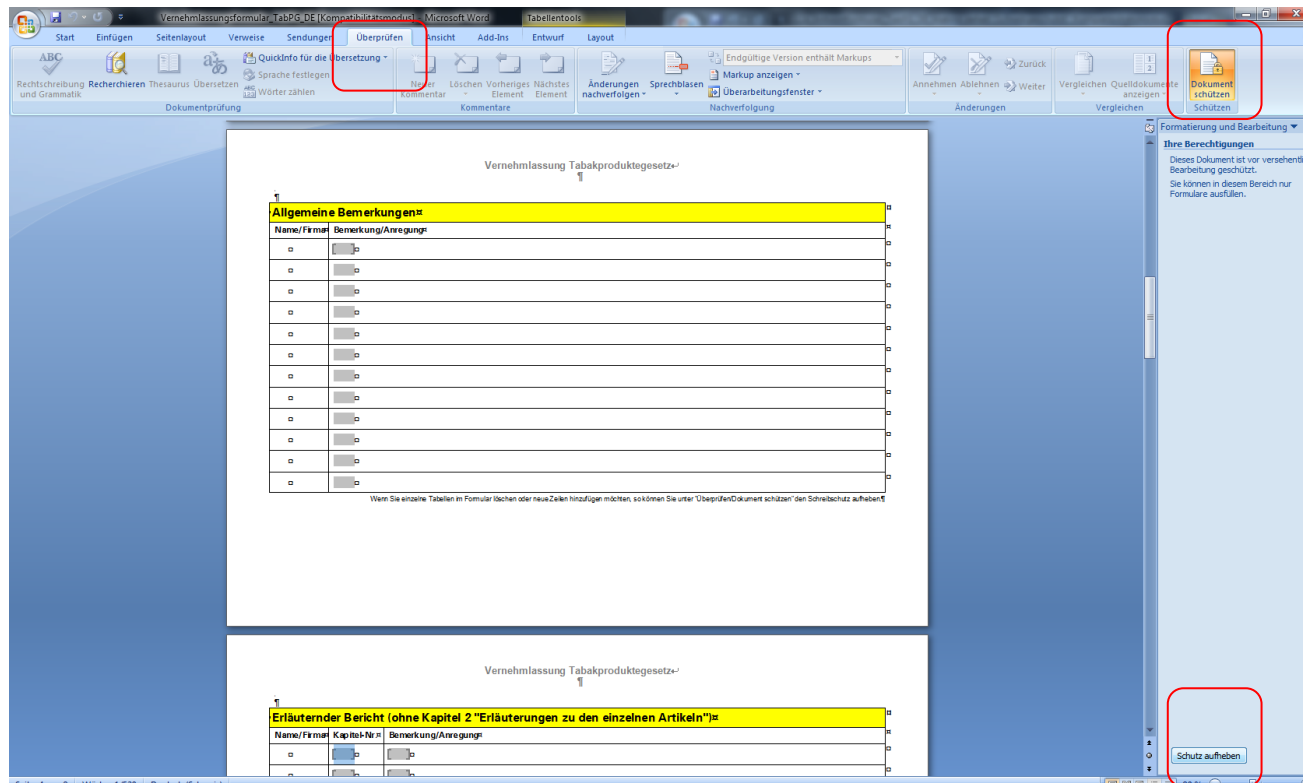 Vernehmlassungsformular_TabPG_DE [Kompatibilitätsmodus] - Microsoft Word
Tabellentools
Start Einfügen Seitenlayout Verweise Sendungen Überprüfen Ansicht Add-Ins Entwurf Layout
ABC
Rechtschreibung und Grammatik
Recherchieren
Thesaurus
Übersetzen
QuickInfo für die Übersetzung
Sprache festlegen
Wörter zählen
Dokumentprüfung
Neuer Kommentar
Löschen
Vorheriges Element
Nächstes Element
Kommentare
Änderungen nachverfolgen
Sprechblasen
Endgültige Version enthält Markups
Markup anzeigen
Überarbeitungsfenster
Nachverfolgung
Annehmen
Ablehnen
Zurück
Weiter
Änderungen
Vergleichen
Quelldokumente anzeigen
Vergleichen
Dokument schützen
Schützen
Formatierung und Bearbeitung
Ihre Berechtigungen
Dieses Dokument ist vor
Bearbeitung geschützt.
Sie können in diesem Bereich nur
Formulare ausfüllen.
Vernehmlassung Tabakproduktegesetz↵
¶
¶
Allgemeine Bemerkungen¤
Name/Firma¤ Bemerkung/Anregung¤
Wenn Sie einzelne Tabellen im Formular löschen oder neue Zeilen hinzufügen möchten, so können Sie unter "Überprüfen/Dokument schützen" den Schreibschutz aufheben¶
Vernehmlassung Tabakproduktegesetz↵
¶
¶
Erläuternder Bericht (ohne Kapitel 2 "Erläuterungen zu den einzelnen Artikeln")¤
Name/Firma¤ Kapitel-Nr.¤ Bemerkung/Anregung¤
Schutz aufheben